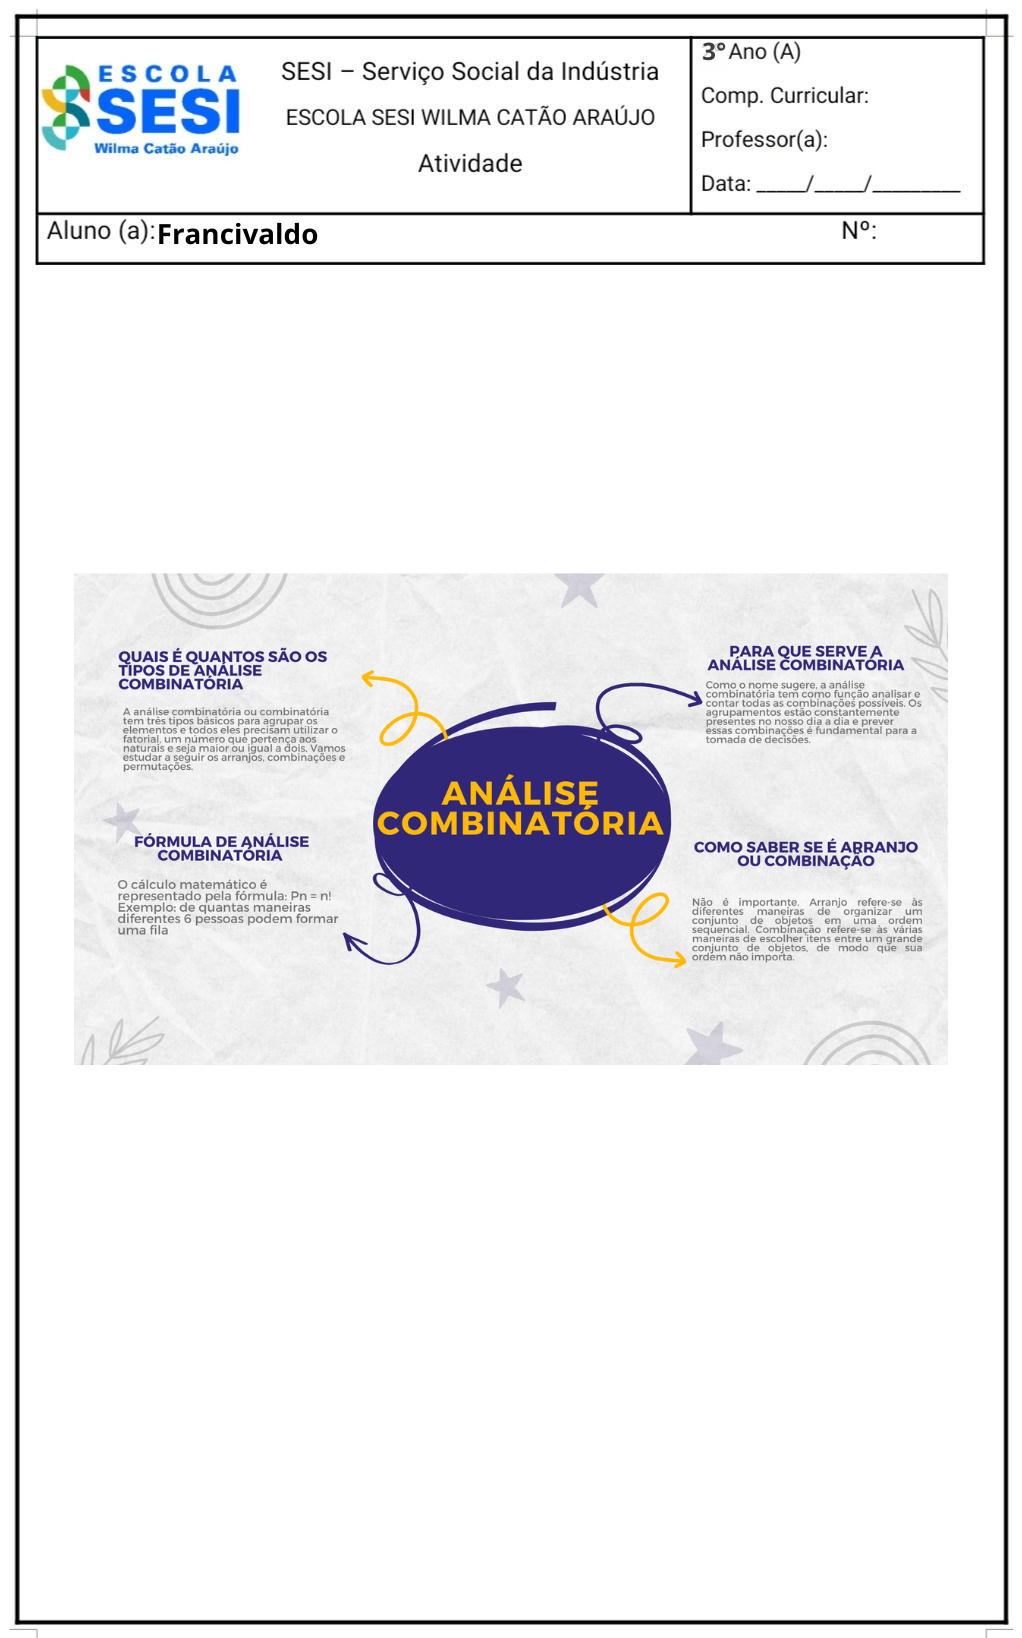 ESCOLA
SESI
Wilma Catão Araújo
SESI – Serviço Social da Indústria
ESCOLA SESI WILMA CATÃO ARAÚJO
Atividade
3º Ano (A)
Comp. Curricular:
Professor(a):
Data: _____/_____/_________
Aluno (a): Francivaldo
Nº:
QUAIS É QUANTOS SÃO OS
TIPOS DE ANÁLISE
COMBINATÓRIA
A análise combinatória ou combinatória
tem três tipos básicos para agrupar os
elementos e todos eles precisam utilizar o
fatorial, um número que pertença aos
naturais e seja maior ou igual a dois. Vamos
estudar a seguir os arranjos, combinações e
permutações.
PARA QUE SERVE A
ANÁLISE COMBINATÓRIA
Como o nome sugere, a análise
combinatória tem como função analisar e
contar todas as combinações possíveis. Os
agrupamentos estão constantemente
presentes no nosso dia a dia e prever
essas combinações é fundamental para a
tomada de decisões.
ANÁLISE
COMBINATÓRIA
FÓRMULA DE ANÁLISE
COMBINATÓRIA
O cálculo matemático é
representado pela fórmula: Pn = n!
Exemplo: de quantas maneiras
diferentes 6 pessoas podem formar
uma fila
COMO SABER SE É ARRANJO
OU COMBINAÇÃO
Não é importante. Arranjo refere-se às
diferentes maneiras de organizar um
conjunto de objetos em uma ordem
sequencial. Combinação refere-se às várias
maneiras de escolher itens entre um grande
conjunto de objetos, de modo que sua
ordem não importa.